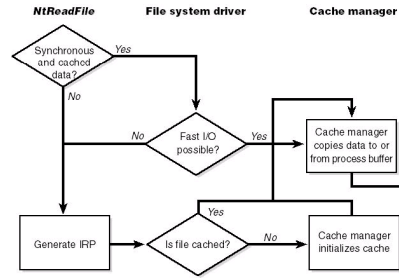 NtReadFile
File system driver
Cache manager
Synchronous
and cached
data?
Yes
No
Fast I/O
possible?
No
Yes
Cache manager
copies data to or
from process buffer
Generate IRP
Is file cached?
Yes
No
Cache manager
initializes cache